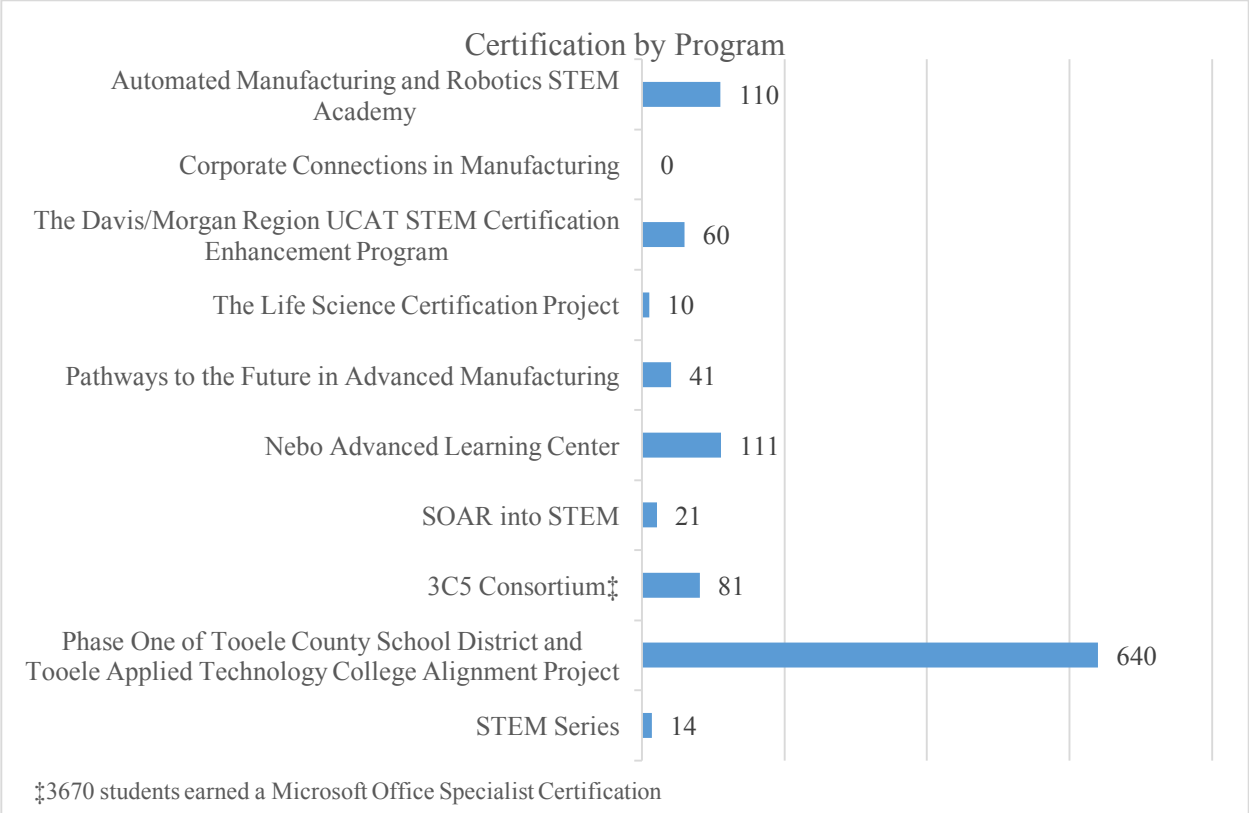 Certification by Program
Automated Manufacturing and Robotics STEM
Academy
110
Corporate Connections in Manufacturing
0
The Davis/Morgan Region UCAT STEM Certification
Enhancement Program
60
The Life Science Certification Project
10
Pathways to the Future in Advanced Manufacturing
41
Nebo Advanced Learning Center
111
SOAR into STEM
21
3C5 Consortium‡
81
Phase One of Tooele County School District and
Tooele Applied Technology College Alignment Project
640
STEM Series
14
‡3670 students earned a Microsoft Office Specialist Certification